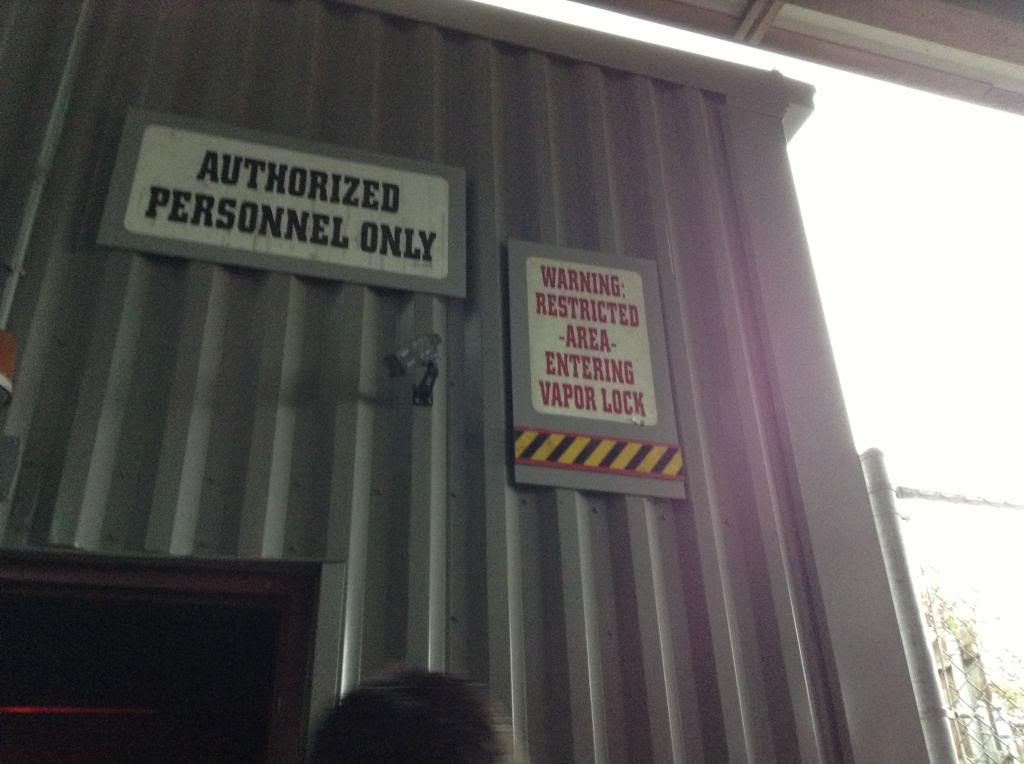 AUTHORIZED
PERSONNEL ONLY
WARNING:
RESTRICTED
-AREA-
ENTERING
VAPOR LOCK